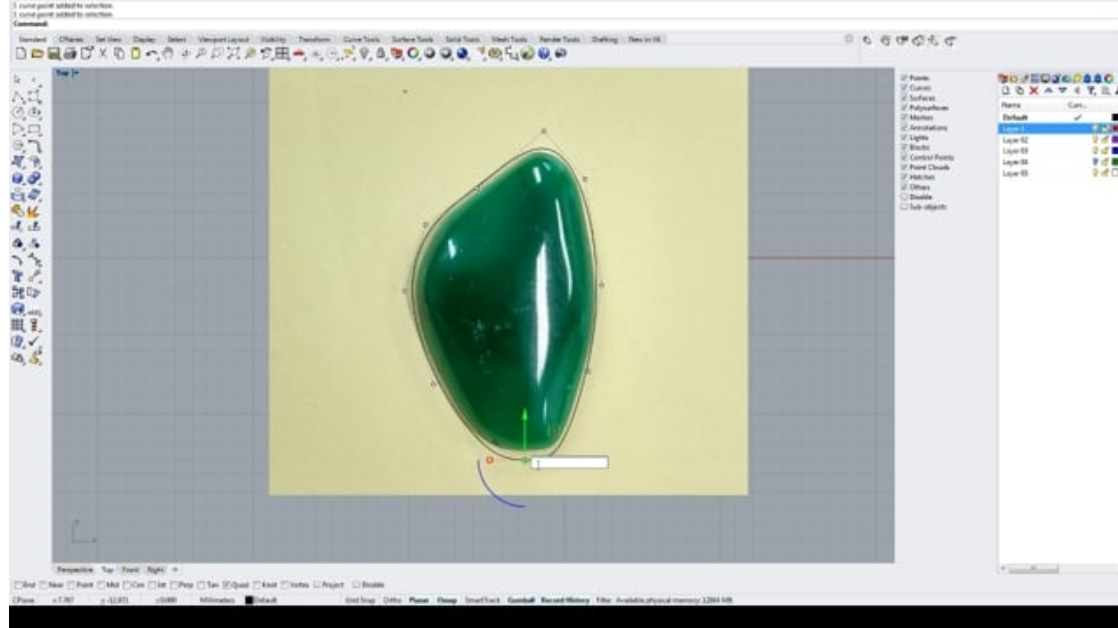 1 curve point added to selection.
1 curve point added to selection.
Command:
Standard CPlanes Set View Display Select Viewport Layout Visibility Transform Curve Tools Surface Tools Solid Tools Mesh Tools Render Tools Drafting New in V6
Top
Points
Curves
Surfaces
Polysurfaces
Meshes
Annotations
Lights
Blocks
Control Points
Point Clouds
Hatches
Others
Disable
Sub-objects
Name
Default
Layer 02
Layer 03
Layer 04
Layer 05
Perspective Top Front Right
End Near Point Mid Cen Int Perp Tan Quad Knot Vertex Project Disable
CPlane Millimeters Default Grid Snap Ortho Planar Osnap SmartTrack Gumball Record History Filter Available physical memory: